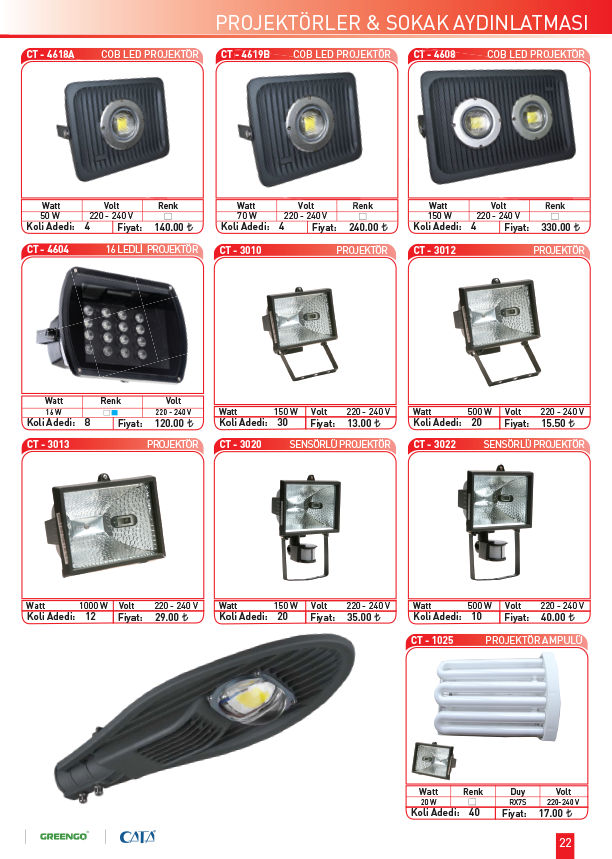 PROJEKTÖRLER & SOKAK AYDINLATMASI
CT - 4618A COB LED PROJEKTÖR
Watt Volt Renk
50 W 220 - 240 V
Koli Adedi: 4 Fiyat: 140.00 ₺
CT - 4619B COB LED PROJEKTÖR
Watt Volt Renk
70 W 220 - 240 V
Koli Adedi: 4 Fiyat: 240.00 ₺
CT - 4608 COB LED PROJEKTÖR
Watt Volt Renk
150 W 220 - 240 V
Koli Adedi: 4 Fiyat: 330.00 ₺
CT - 4604 16 LEDLİ PROJEKTÖR
Watt Renk Volt
16 W 220 - 240 V
Koli Adedi: 8 Fiyat: 120.00 ₺
CT - 3010 PROJEKTÖR
Watt 150 W Volt 220 - 240 V
Koli Adedi: 30 Fiyat: 13.00 ₺
CT - 3012 PROJEKTÖR
Watt 500 W Volt 220 - 240 V
Koli Adedi: 20 Fiyat: 15.50 ₺
CT - 3013 PROJEKTÖR
Watt 1000 W Volt 220 - 240 V
Koli Adedi: 12 Fiyat: 29.00 ₺
CT - 3020 SENSÖRLÜ PROJEKTÖR
Watt 150 W Volt 220 - 240 V
Koli Adedi: 20 Fiyat: 35.00 ₺
CT - 3022 SENSÖRLÜ PROJEKTÖR
Watt 500 W Volt 220 - 240 V
Koli Adedi: 10 Fiyat: 40.00 ₺
CT - 1025 PROJEKTÖR AMPULÜ
Watt Renk Duy Volt
20 W RX7S 220-240 V
Koli Adedi: 40 Fiyat: 17.00 ₺
GREENGO CATA
22